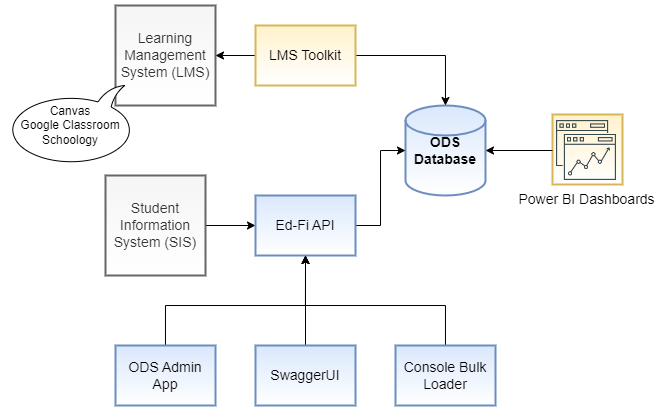 Learning
Management
System (LMS)
LMS Toolkit
Canvas
Google Classroom
Schoology
ODS
Database
Power BI Dashboards
Student
Information
System (SIS)
Ed-Fi API
ODS Admin
App
SwaggerUI
Console Bulk
Loader